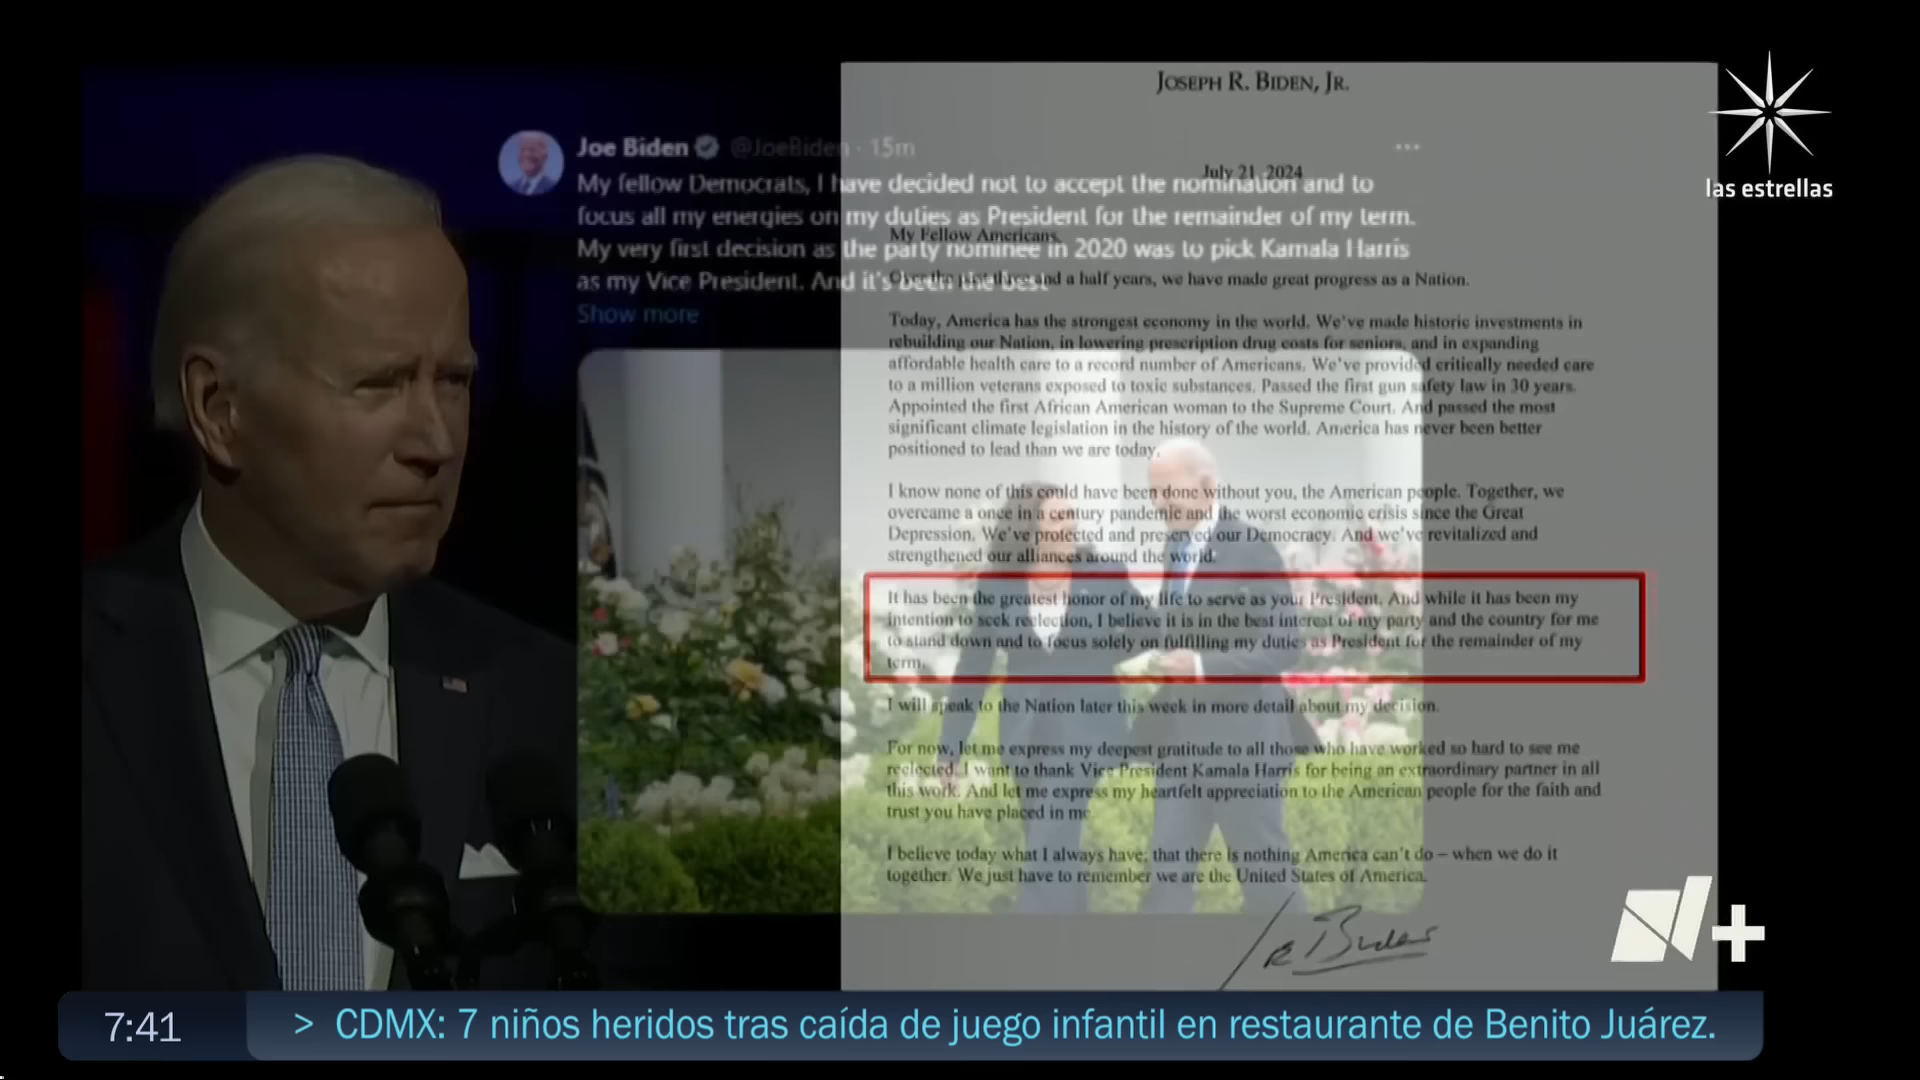 JOSEPH R. BIDEN, JR.
las estrellas
Joe Biden @JoeBiden · 15m
July 21, 2024
My fellow Democrats, I have decided not to accept the nomination and to
focus all my energies on my duties as President for the remainder of my term.
My very first decision as the party nominee in 2020 was to pick Kamala Harris
as my Vice President. And it's been the best
Show more
My Fellow Americans,
and a half years, we have made great progress as a Nation.
Today, America has the strongest economy in the world. We've made historic investments in
rebuilding our Nation, in lowering prescription drug costs for seniors, and in expanding
affordable health care to a record number of Americans. We've provided critically needed care
to a million veterans exposed to toxic substances. Passed the first gun safety law in 30 years.
Appointed the first African American woman to the Supreme Court. And passed the most
significant climate legislation in the history of the world. America has never been better
positioned to lead than we are today.
I know none of this could have been done without you, the American people. Together, we
overcame a once in a century pandemic and the worst economic crisis since the Great
Depression. We've protected and preserved our Democracy. And we've revitalized and
strengthened our alliances around the world.
It has been the greatest honor of my life to serve as your President. And while it has been my
intention to seek reelection, I believe it is in the best interest of my party and the country for me
to stand down and to focus solely on fulfilling my duties as President for the remainder of my
term.
I will speak to the Nation later this week in more detail about my decision.
For now, let me express my deepest gratitude to all those who have worked so hard to see me
reelected. I want to thank Vice President Kamala Harris for being an extraordinary partner in all
this work. And let me express my heartfelt appreciation to the American people for the faith and
trust you have placed in me.
I believe today what I always have: that there is nothing America can't do – when we do it
together. We just have to remember we are the United States of America.
N+
7:41
> CDMX: 7 niños heridos tras caída de juego infantil en restaurante de Benito Juárez.